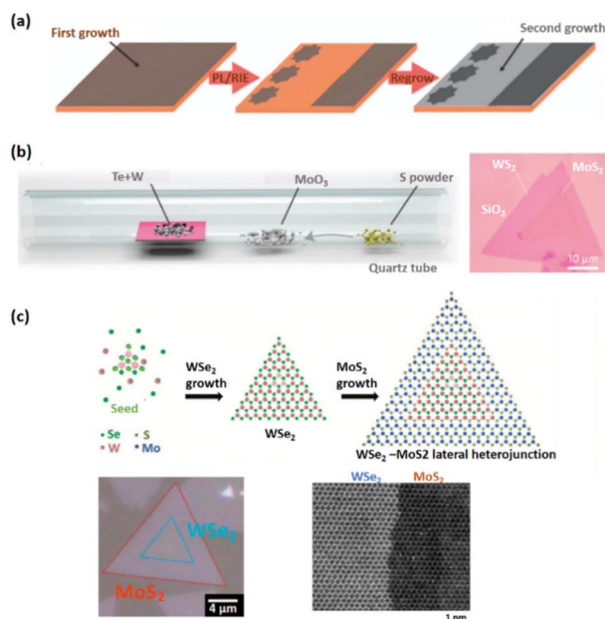 (a)
First growth
PL/RIE
Regrow
Second growth
(b)
Te+W
MoO₃
S powder
Quartz tube
WS₂
MoS₂
SiO₂
10 μm
(c)
Seed
Se
S
W
Mo
WSe₂
growth
WSe₂
MoS₂
growth
WSe₂ –MoS2 lateral heterojunction
WSe₂
MoS₂
4 μm
WSe₂
MoS₂
1 nm